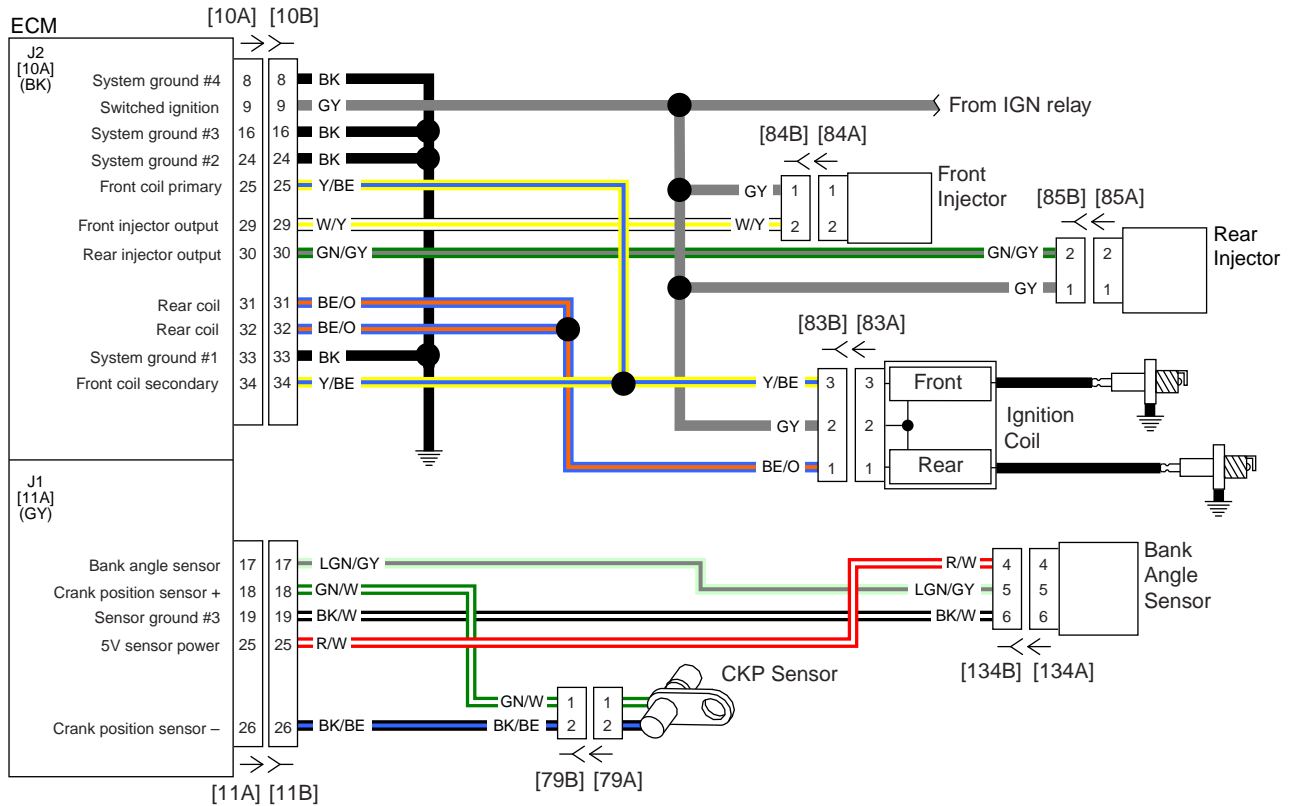 ECM
[10A] [10B]
J2
[10A]
(BK)
System ground #4 8 8 BK
Switched ignition 9 9 GY
From IGN relay
System ground #3 16 16 BK
System ground #2 24 24 BK
Front coil primary 25 25 Y/BE
Front injector output 29 29 W/Y
Rear injector output 30 30 GN/GY
Rear coil 31 31 BE/O
Rear coil 32 32 BE/O
System ground #1 33 33 BK
Front coil secondary 34 34 Y/BE
[84B] [84A]
GY 1 1
W/Y 2 2
Front
Injector
[85B] [85A]
GN/GY 2 2
GY 1 1
Rear
Injector
[83B] [83A]
Y/BE 3 3 Front
GY 2 2
BE/O 1 1 Rear
Ignition
Coil
J1
[11A]
(GY)
Bank angle sensor 17 17 LGN/GY
Crank position sensor + 18 18 GN/W
Sensor ground #3 19 19 BK/W
5V sensor power 25 25 R/W
Crank position sensor – 26 26 BK/BE
[11A] [11B]
R/W 4 4
LGN/GY 5 5
BK/W 6 6
Bank
Angle
Sensor
[134B] [134A]
CKP Sensor
GN/W 1 1
BK/BE 2 2
[79B] [79A]